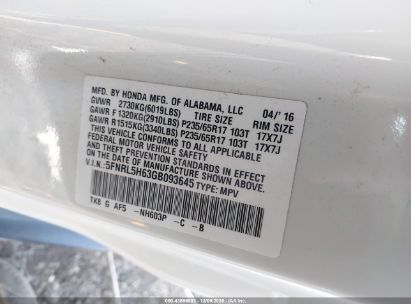 MFD. BY HONDA MFG. OF ALABAMA, LLC 04/ '16
GVWR 2730KG(6019LBS) TIRE SIZE RIM SIZE
GAWR F 1320KG(2910LBS) P235/65R17 103T 17X7J
GAWR R1515KG(3340LBS) P235/65R17 103T 17X7J
THIS VEHICLE CONFORMS TO ALL APPLICABLE
FEDERAL MOTOR VEHICLE SAFETY AND
THEFT PREVENTION STANDARDS IN EFFECT ON
THE DATE OF MANUFACTURE SHOWN ABOVE.
V.I.N.:5FNRL5H63GB093645 TYPE: MPV
TK8 G AF5 -NH603P -C -B